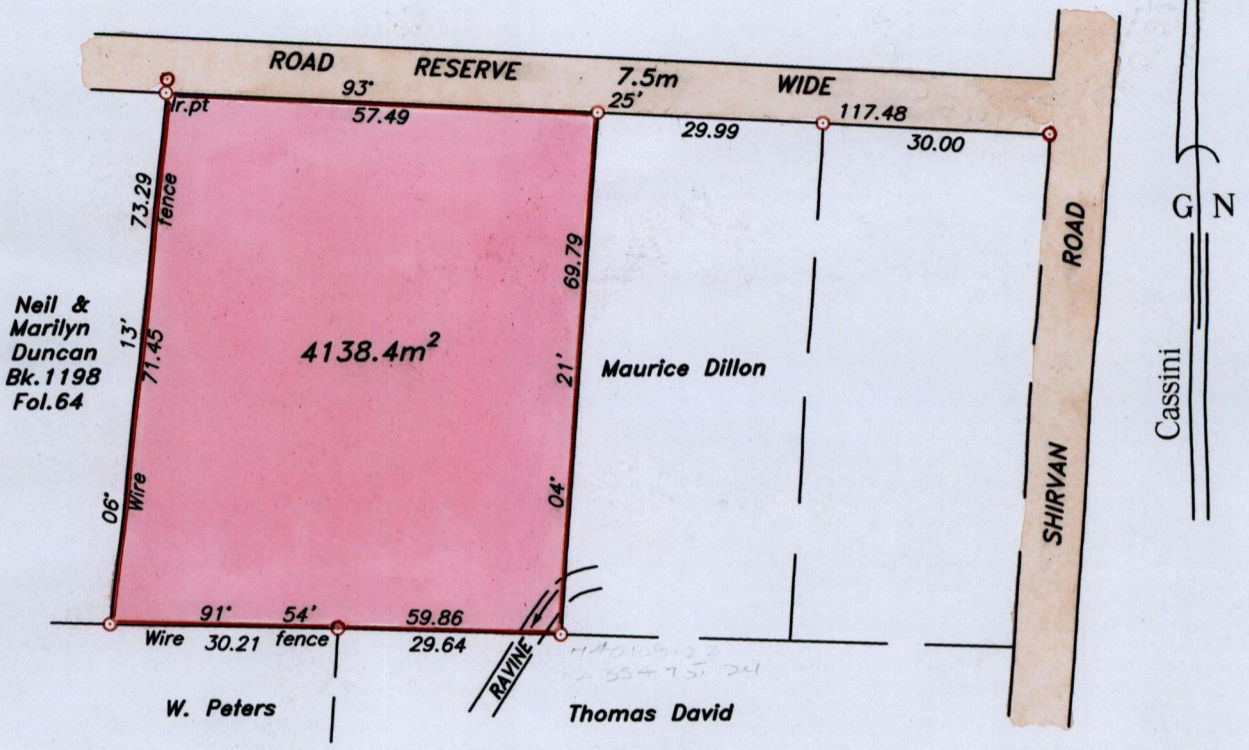 ROAD RESERVE 7.5m WIDE
93° 25' 117.48
Ir.pt 57.49 29.99 30.00
73.29
fence
13'
71.45
06°
Wire
69.79
21'
04°
4138.4m²
Neil &
Marilyn
Duncan
Bk.1198
Fol.64
Maurice Dillon
SHIRVAN ROAD
G N
Cassini
91° 54' 59.86
Wire 30.21 fence 29.64
RAVINE
W. Peters
Thomas David